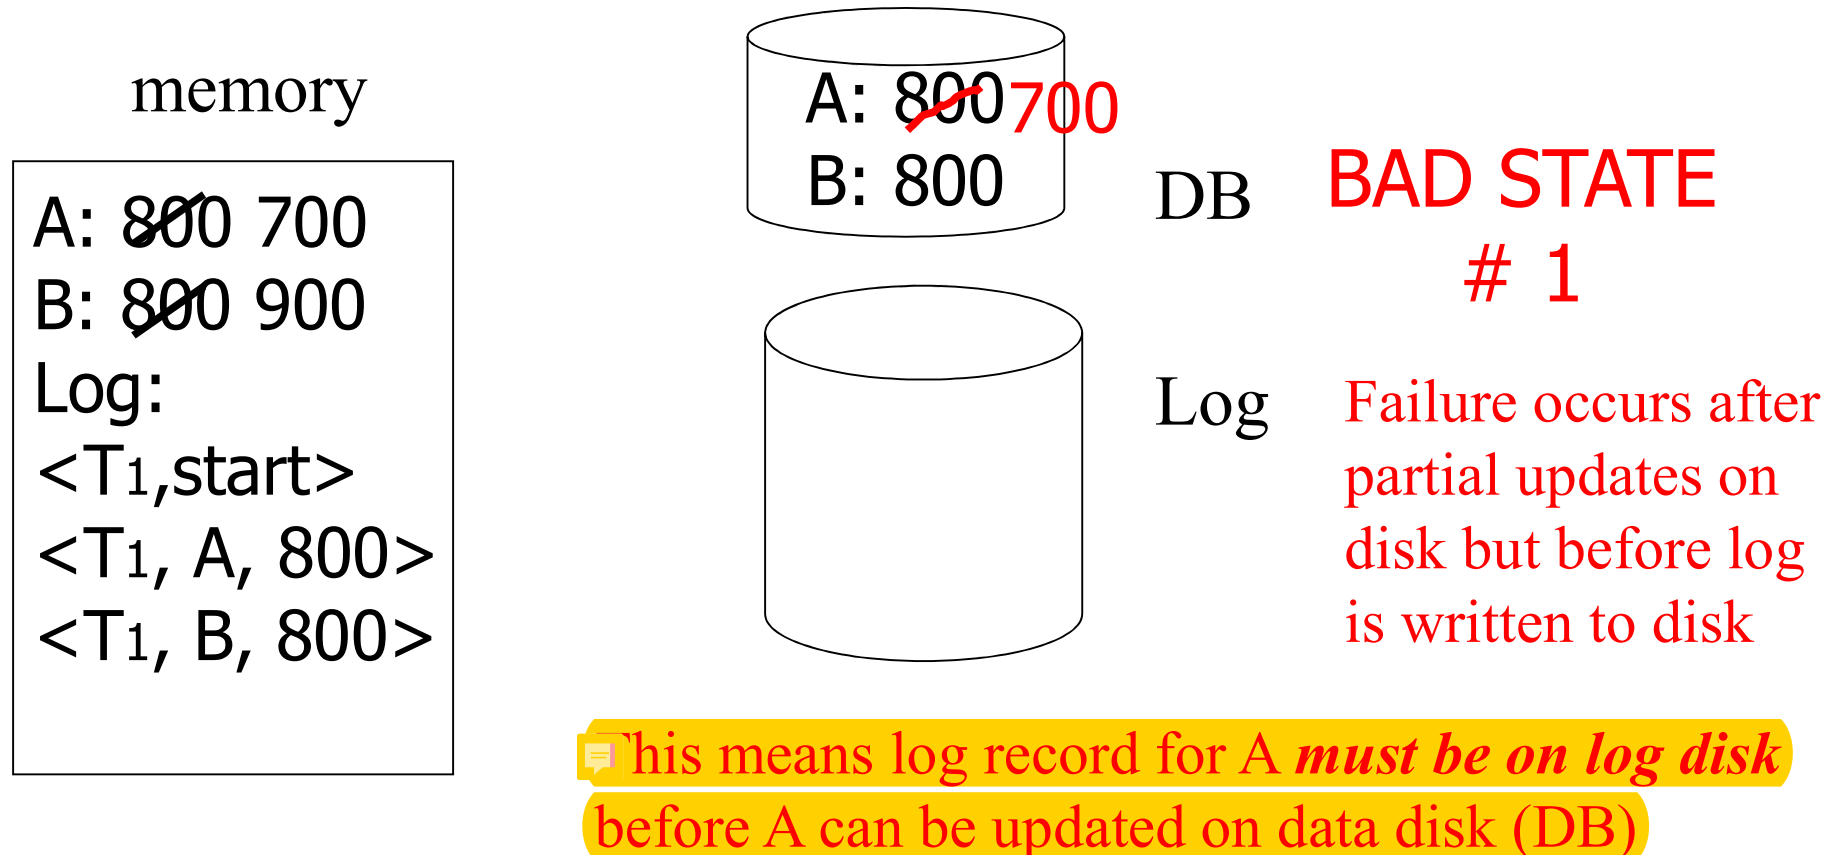 memory
A: 800 700
B: 800 900
Log:
<T1,start>
<T1, A, 800>
<T1, B, 800>
A: 800 700
B: 800
DB
Log
BAD STATE
# 1
Failure occurs after
partial updates on
disk but before log
is written to disk
This means log record for A must be on log disk
before A can be updated on data disk (DB)